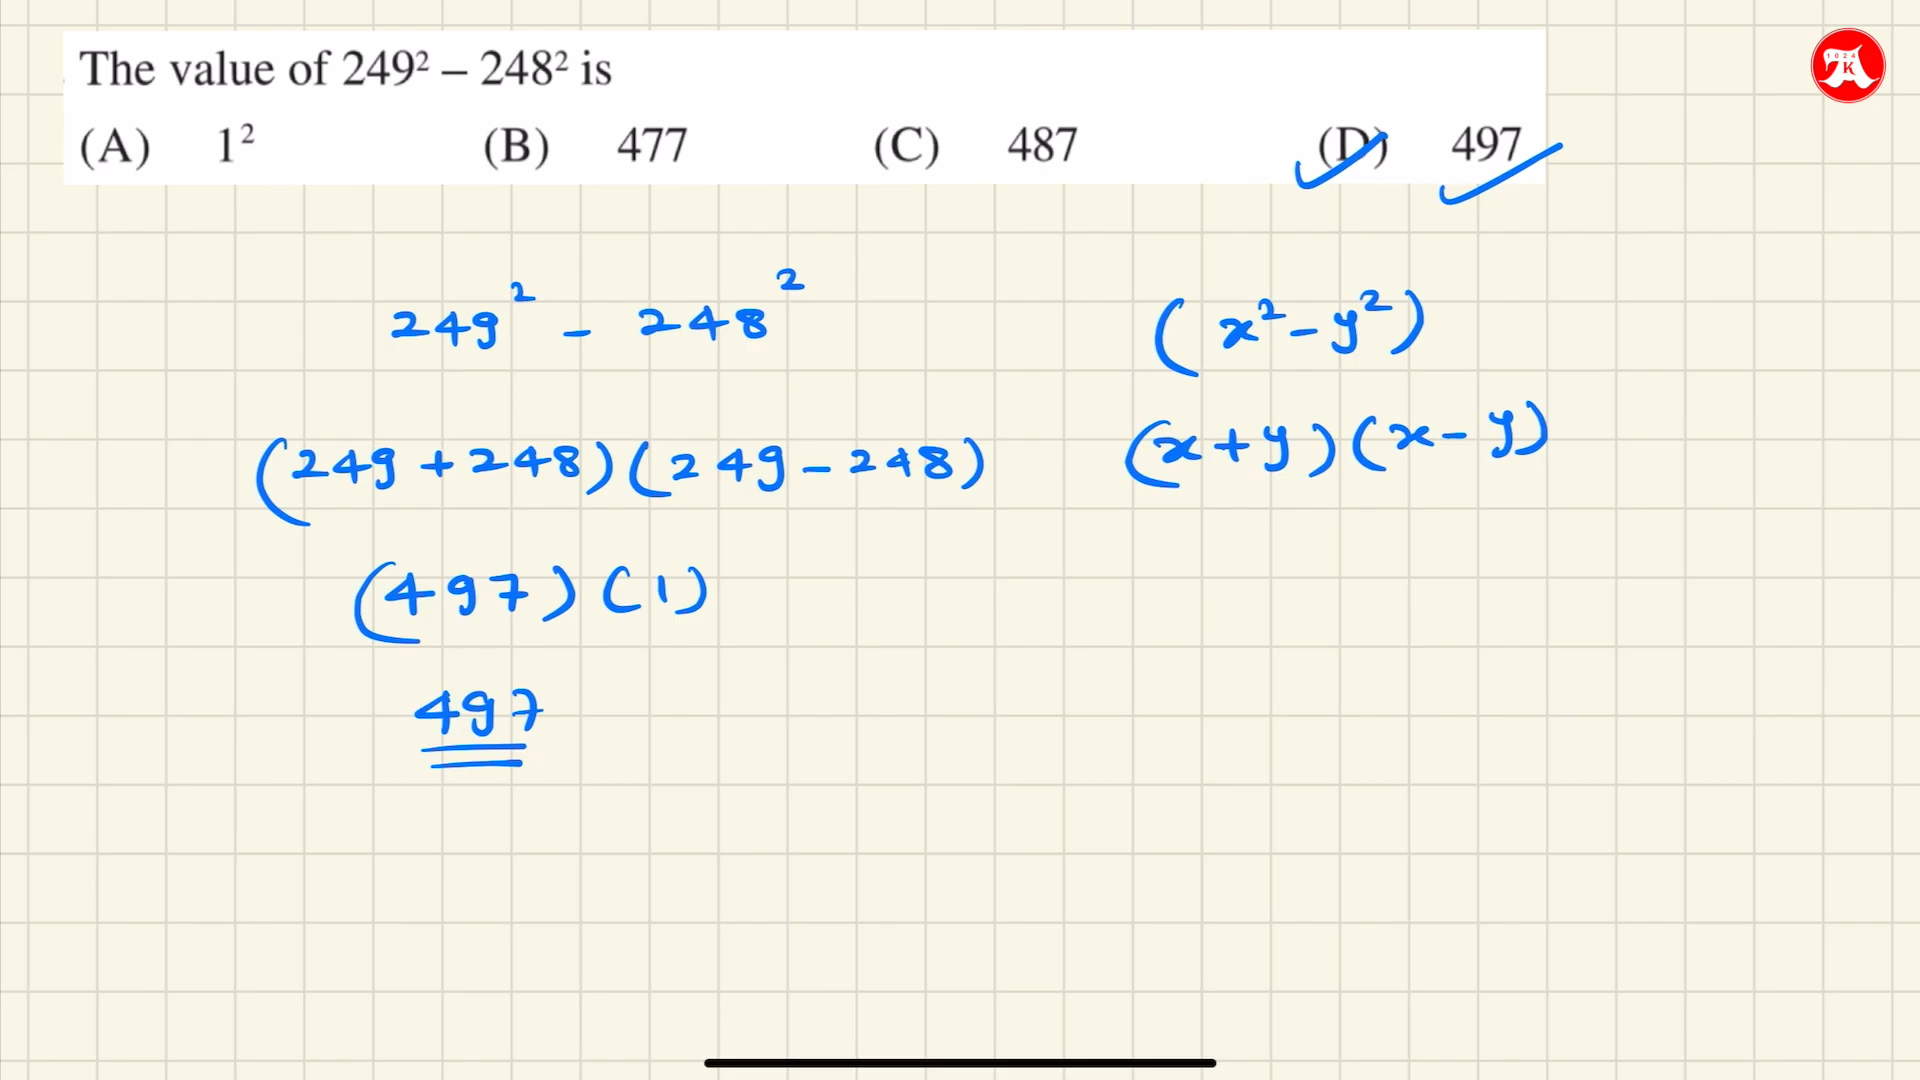 The value of 249² – 248² is
(A) 1² (B) 477 (C) 487 (D) 497
1024
K
249² - 248²
(x² - y²)
(249 + 248)(249 - 248)
(x + y)(x - y)
(497)(1)
497